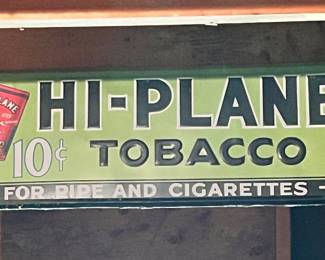 HI-PLANE
10¢ TOBACCO
FOR PIPE AND CIGARETTES -